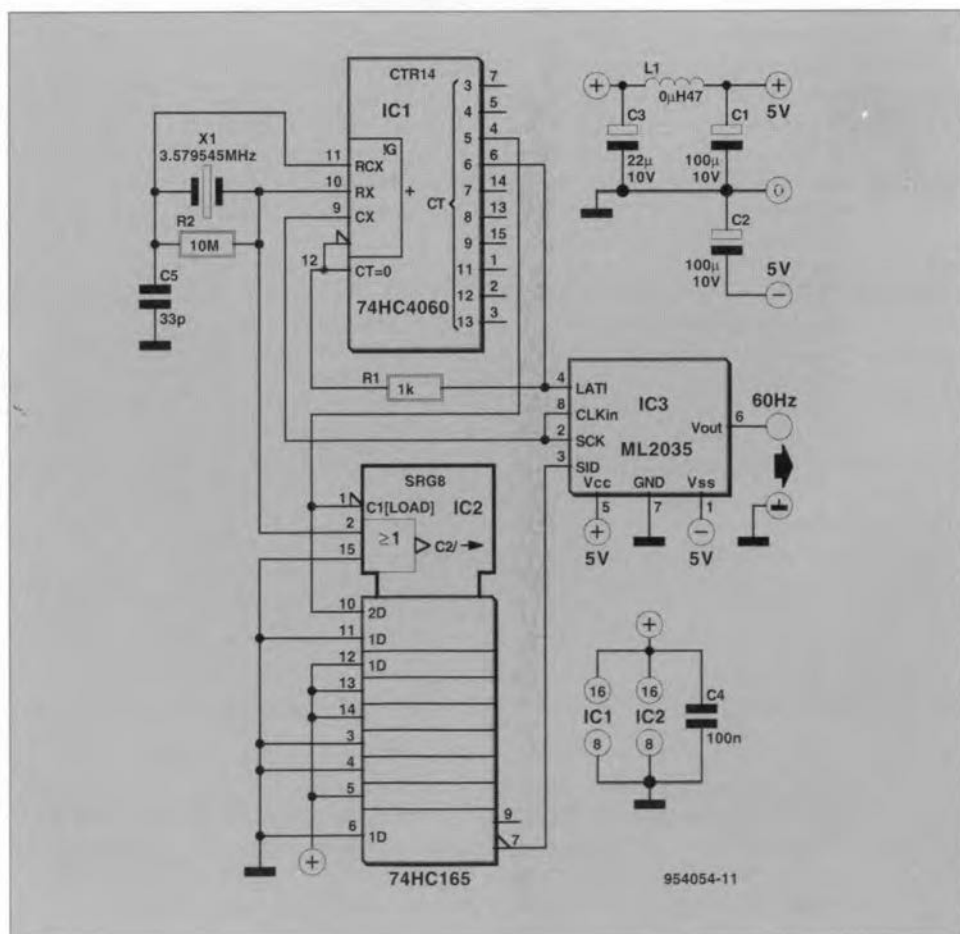 CTR14
IC1
!G
+
11 RCX
10 RX
9 CX
12 CT=0
CT
3 7
4 5
5 4
6 6
7 14
8 13
9 15
11 1
12 2
13 3
74HC4060
X1
3.579545MHz
R2
10M
C5
33p
L1
0µH47
+
+
5V
C3
22µ
10V
C1
100µ
10V
0
C2
100µ
10V
5V
−
R1
1k
4 LATI
8 CLKin
2 SCK
3 SID
IC3
ML2035
Vout 6
60Hz
Vcc GND Vss
5 7 1
+
5V
−
5V
SRG8
IC2
1 C1[LOAD]
2
15
≥1
C2/
10 2D
11 1D
12 1D
13
14
3
4
5
6 1D
9
7
+
74HC165
+
16 16
IC1 IC2
8 8
C4
100n
954054-11